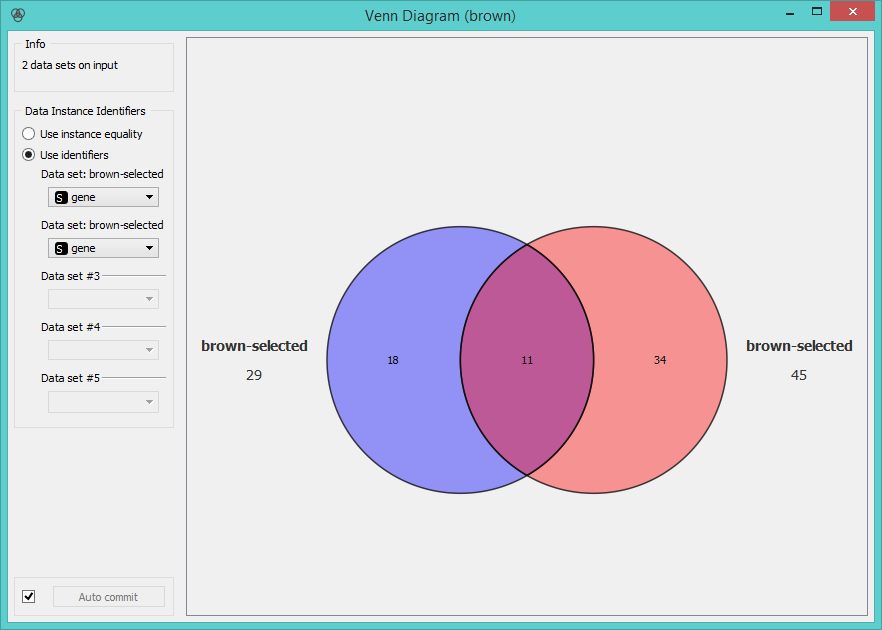 Venn Diagram (brown)
Info
2 data sets on input
Data Instance Identifiers
Use instance equality
Use identifiers
Data set: brown-selected
S gene
Data set: brown-selected
S gene
Data set #3
Data set #4
Data set #5
Auto commit
brown-selected
29
18
11
34
brown-selected
45